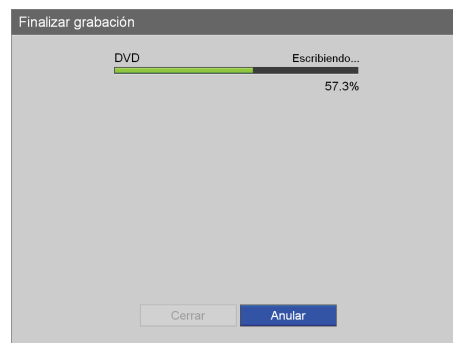 Finalizar grabación
DVD Escribiendo...
57.3%
Cerrar Anular